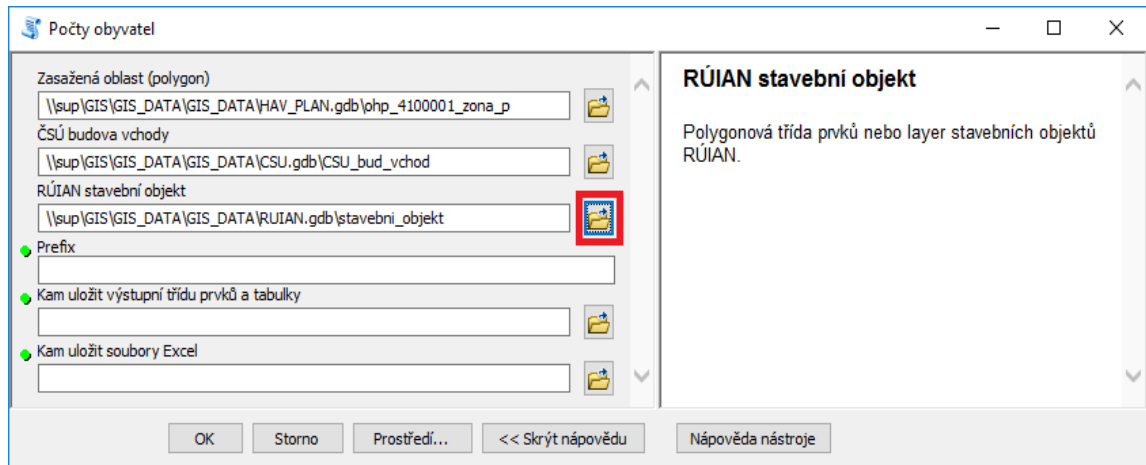 Počty obyvatel
Zasažená oblast (polygon)
\\sup\GIS\GIS_DATA\GIS_DATA\HAV_PLAN.gdb\ohp_4100001_zona_p
ČSÚ budova vchody
\\sup\GIS\GIS_DATA\GIS_DATA\CSU.gdb\CSU_bud_vchod
RÚIAN stavební objekt
\\sup\GIS\GIS_DATA\GIS_DATA\RUIAN.gdb\stavebni_objekt
Prefix
Kam uložit výstupní třídu prvků a tabulky
Kam uložit soubory Excel
RÚIAN stavební objekt
Polygonová třída prvků nebo layer stavebních objektů
RÚIAN.
OK Storno Prostředí... << Skrýt nápovědu Nápověda nástroje